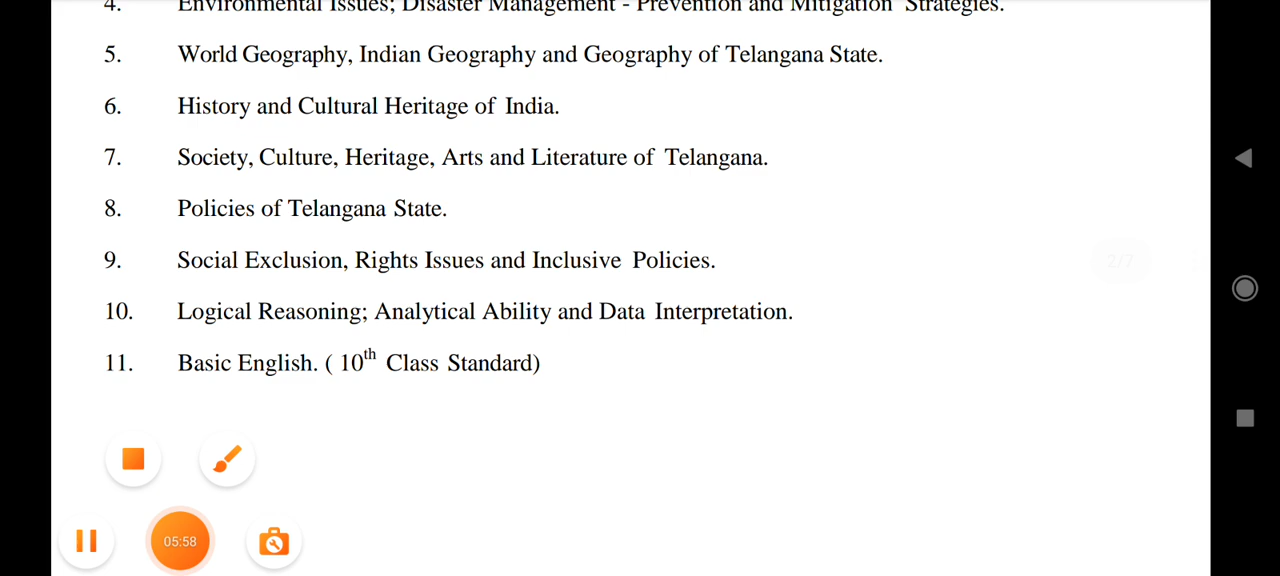 4. Environmental Issues; Disaster Management - Prevention and Mitigation Strategies.
5. World Geography, Indian Geography and Geography of Telangana State.
6. History and Cultural Heritage of India.
7. Society, Culture, Heritage, Arts and Literature of Telangana.
8. Policies of Telangana State.
9. Social Exclusion, Rights Issues and Inclusive Policies.
2/7
10. Logical Reasoning; Analytical Ability and Data Interpretation.
11. Basic English. ( 10th Class Standard)
05:58